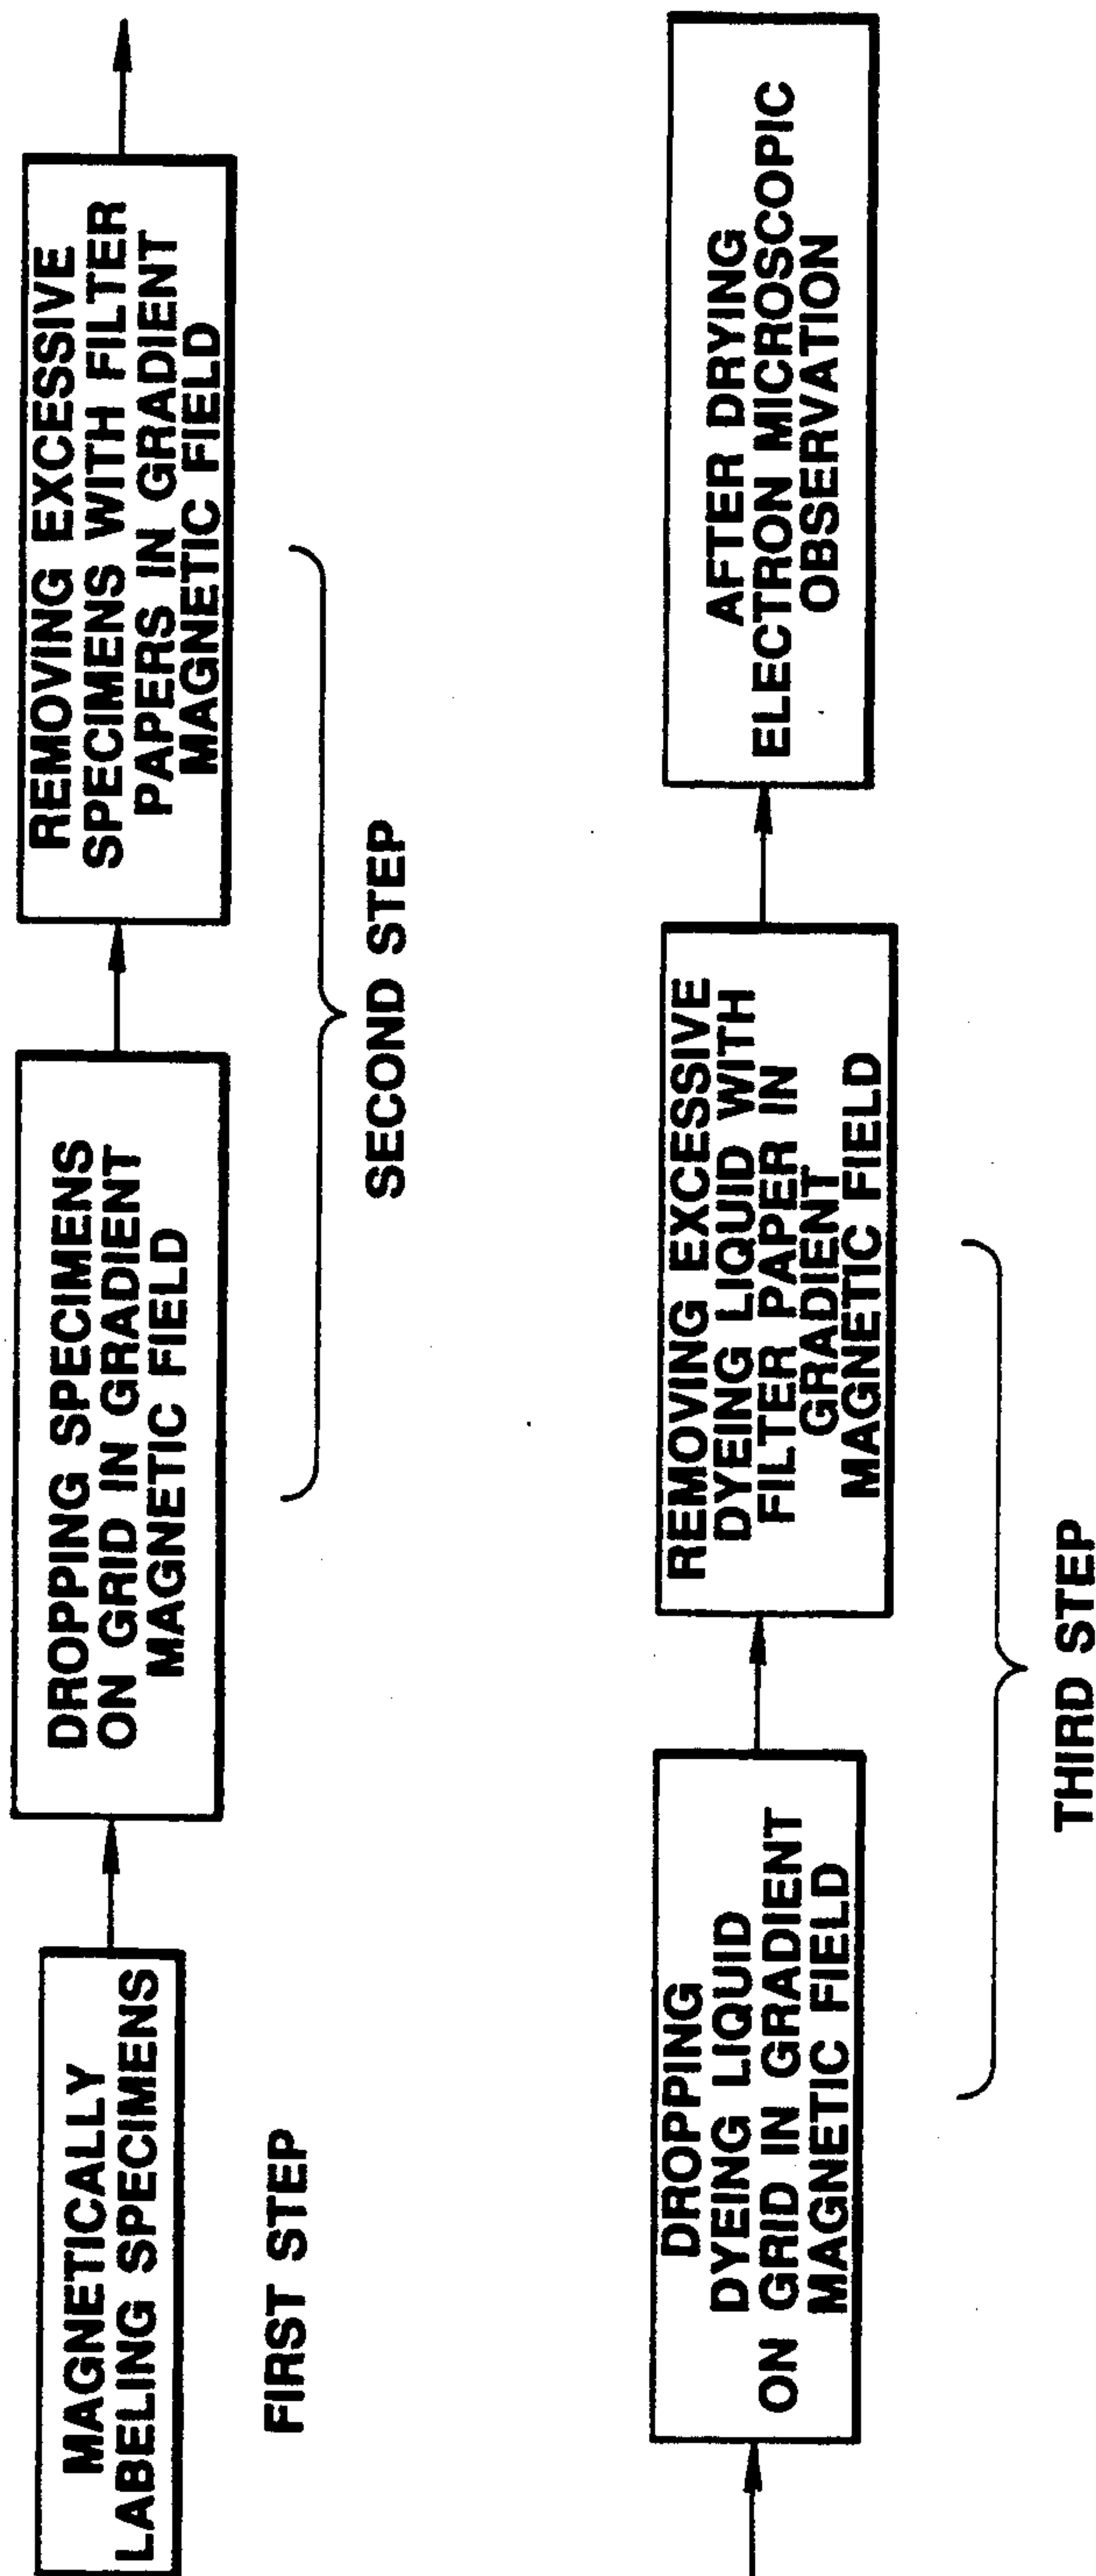 MAGNETICALLY
LABELING SPECIMENS
FIRST STEP
DROPPING SPECIMENS
ON GRID IN GRADIENT
MAGNETIC FIELD
REMOVING EXCESSIVE
SPECIMENS WITH FILTER
PAPERS IN GRADIENT
MAGNETIC FIELD
SECOND STEP
DROPPING
DYEING LIQUID
ON GRID IN GRADIENT
MAGNETIC FIELD
REMOVING EXCESSIVE
DYEING LIQUID WITH
FILTER PAPER IN
GRADIENT
MAGNETIC FIELD
THIRD STEP
AFTER DRYING
ELECTRON MICROSCOPIC
OBSERVATION